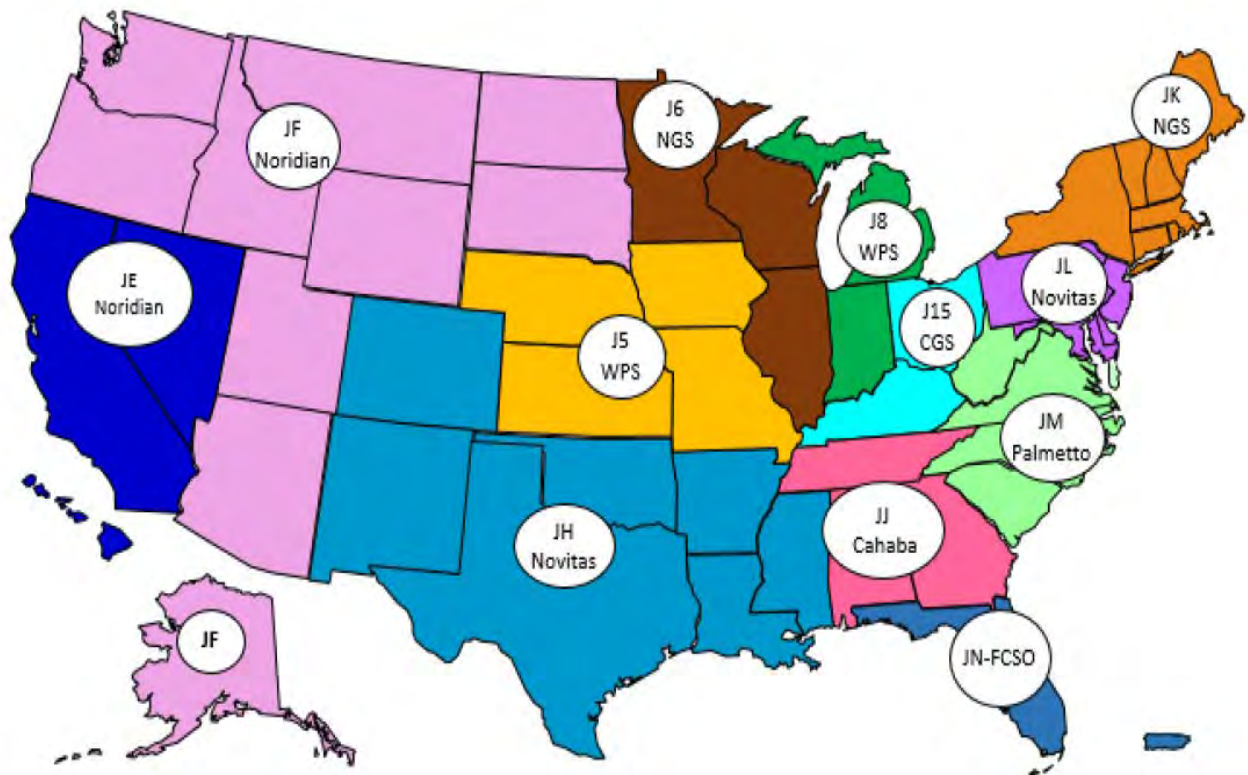 JF
Noridian
J6
NGS
JK
NGS
JE
Noridian
J8
WPS
JL
Novitas
J15
CGS
J5
WPS
JM
Palmetto
JH
Novitas
JJ
Cahaba
JF
JN-FCSO